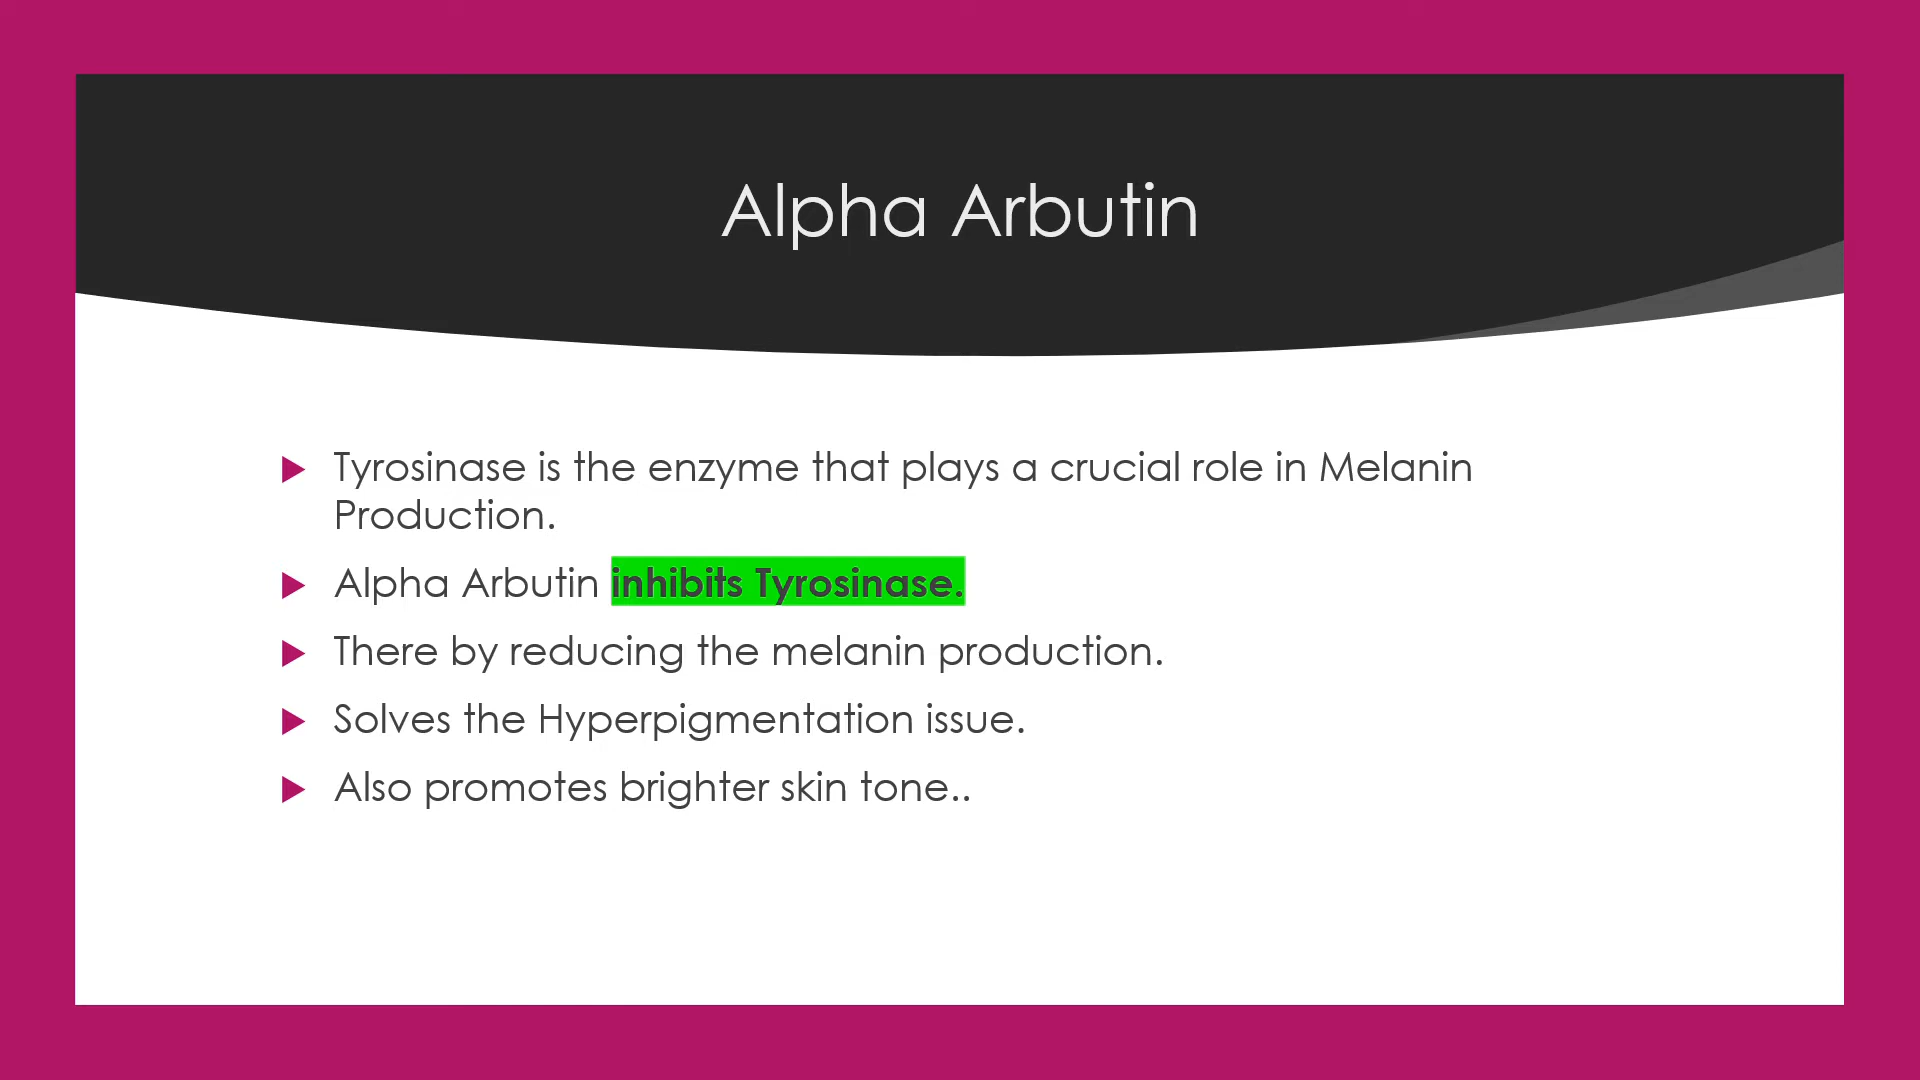 Alpha Arbutin
Tyrosinase is the enzyme that plays a crucial role in Melanin
Production.
Alpha Arbutin inhibits Tyrosinase.
There by reducing the melanin production.
Solves the Hyperpigmentation issue.
Also promotes brighter skin tone..